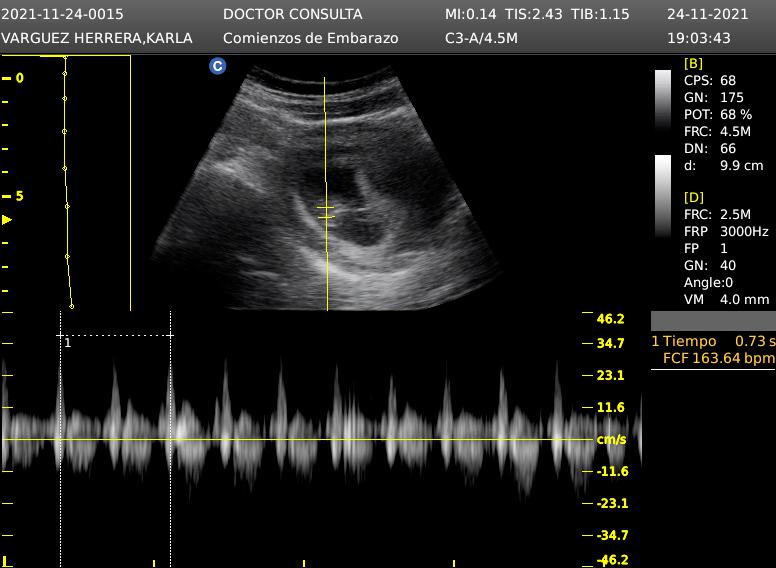 2021-11-24-0015 DOCTOR CONSULTA MI:0.14 TIS:2.43 TIB:1.15 24-11-2021
VARGUEZ HERRERA,KARLA Comienzos de Embarazo C3-A/4.5M 19:03:43
C
0
5
[B]
CPS: 68
GN: 175
POT: 68 %
FRC: 4.5M
DN: 66
d: 9.9 cm
[D]
FRC: 2.5M
FRP 3000Hz
FP 1
GN: 40
Angle:0
VM 4.0 mm
1 Tiempo 0.73 s
FCF 163.64 bpm
1
46.2
34.7
23.1
11.6
cm/s
-11.6
-23.1
-34.7
-46.2